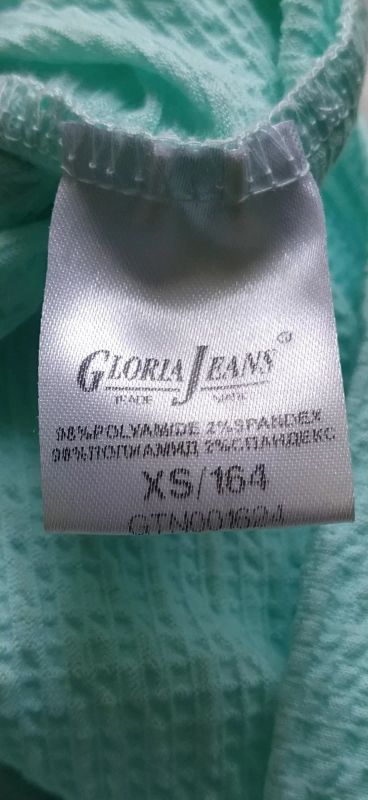 GLORIA JEANS®
TRADE MARK
98%POLYAMIDE 2%SPANDEX
98%ПОЛИАМИД 2%СПАНДЕКС
XS/164
GTN001624